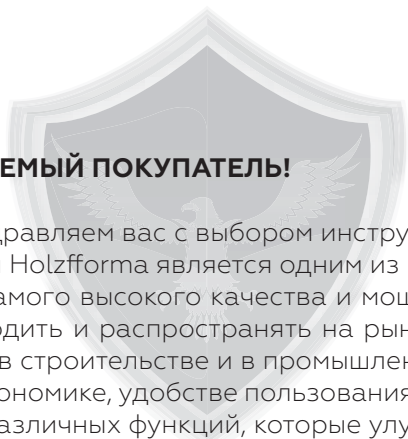 ЕМЫЙ ПОКУПАТЕЛЬ!
дравляем вас с выбором инстру
Holzfforma является одним из
амого высокого качества и мощ
одить и распространять на рын
в строительстве и в промышлен
ономике, удобстве пользования
азличных функций, которые улу